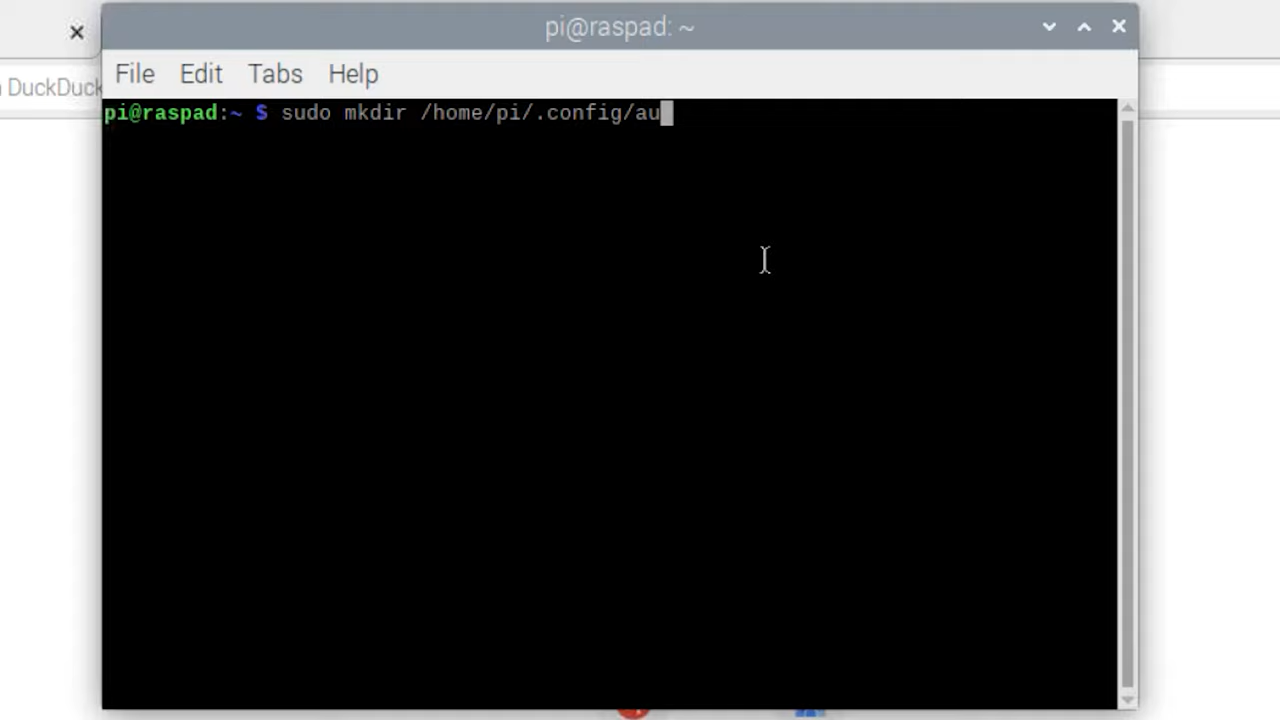 pi@raspad: ~
DuckDuck
File Edit Tabs Help
pi@raspad:~ $ sudo mkdir /home/pi/.config/au